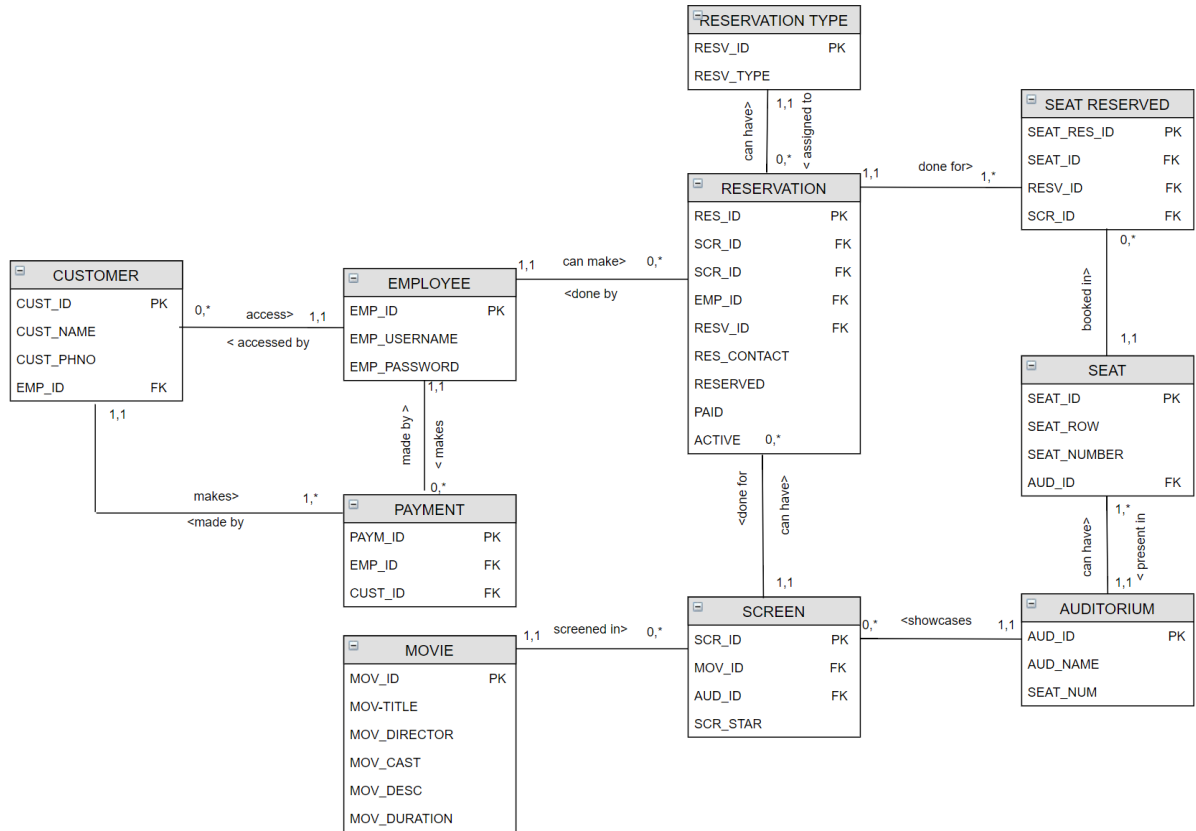 RESERVATION TYPE
RESV_ID PK
RESV_TYPE
1,1
can have>
< assigned to
0,*
SEAT RESERVED
SEAT_RES_ID PK
SEAT_ID FK
RESV_ID FK
SCR_ID FK
RESERVATION
RES_ID PK
SCR_ID FK
SCR_ID FK
EMP_ID FK
RESV_ID FK
RES_CONTACT
RESERVED
PAID
ACTIVE 0,*
1,1 done for> 1,*
0,*
booked in>
1,1
CUSTOMER
CUST_ID PK
CUST_NAME
CUST_PHNO
EMP_ID FK
0,* access> 1,1
< accessed by
EMPLOYEE
EMP_ID PK
EMP_USERNAME
EMP_PASSWORD
1,1 can make> 0,*
<done by
SEAT
SEAT_ID PK
SEAT_ROW
SEAT_NUMBER
AUD_ID FK
1,1
made by >
< makes
0,*
1,1
makes> 1,*
<made by
PAYMENT
PAYM_ID PK
EMP_ID FK
CUST_ID FK
<done for
can have>
1,1
1,*
can have>
< present in
1,1
MOVIE
MOV_ID PK
MOV-TITLE
MOV_DIRECTOR
MOV_CAST
MOV_DESC
MOV_DURATION
1,1 screened in> 0,*
SCREEN
SCR_ID PK
MOV_ID FK
AUD_ID FK
SCR_STAR
0,* <showcases 1,1
AUDITORIUM
AUD_ID PK
AUD_NAME
SEAT_NUM